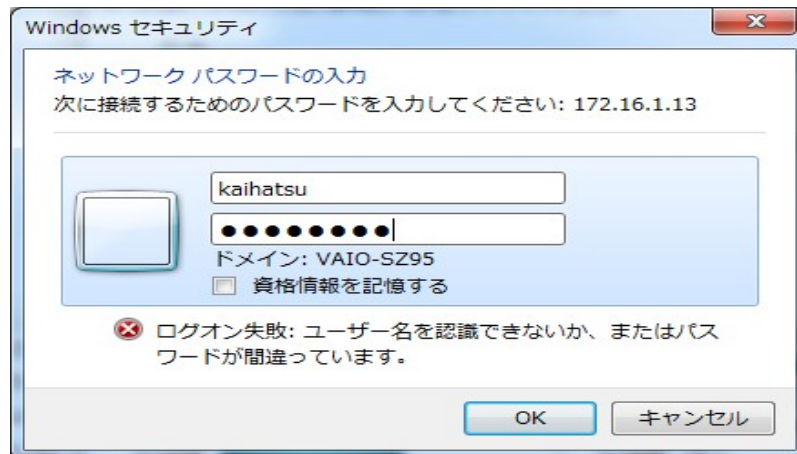 Windows セキュリティ
ネットワーク パスワードの入力
次に接続するためのパスワードを入力してください: 172.16.1.13
kaihatsu
●●●●●●●●
ドメイン: VAIO-SZ95
資格情報を記憶する
ログオン失敗: ユーザー名を認識できないか、またはパス
ワードが間違っています。
OK キャンセル